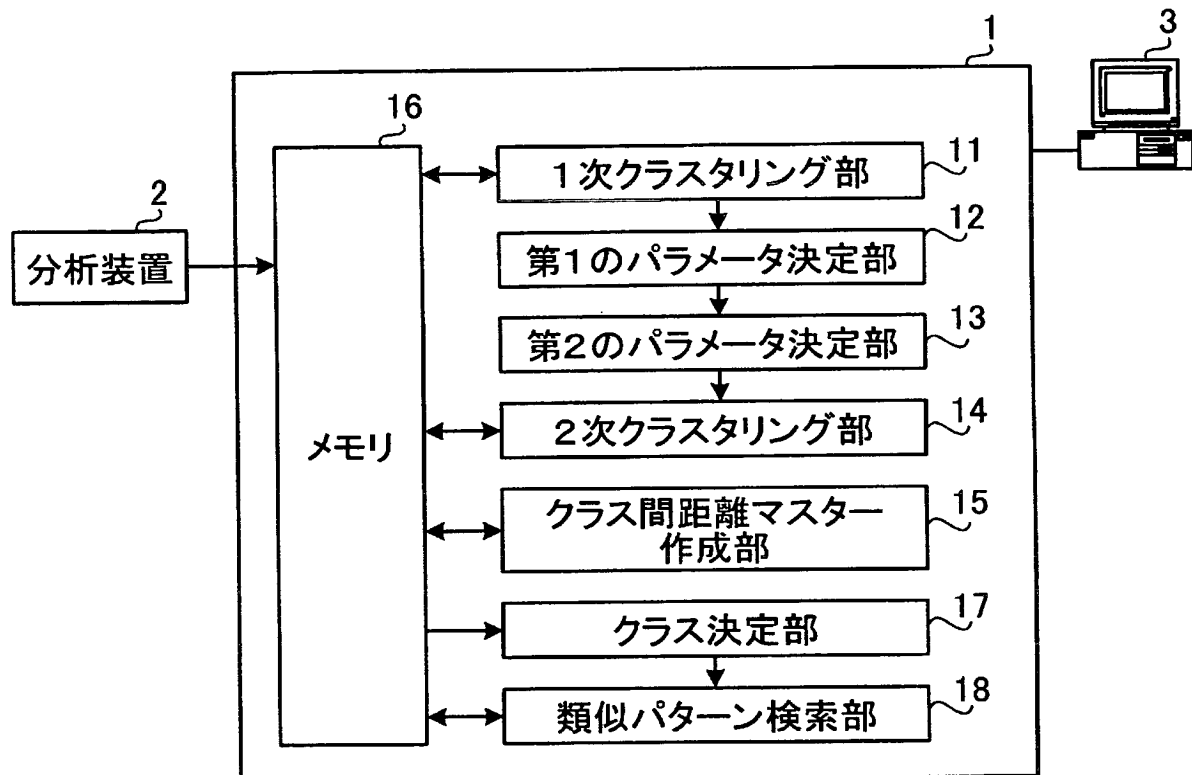 1
3
16
1次クラスタリング部
11
2
分析装置
12
第1のパラメータ決定部
13
第2のパラメータ決定部
メモリ
2次クラスタリング部
14
クラス間距離マスター
作成部
15
クラス決定部
17
類似パターン検索部
18